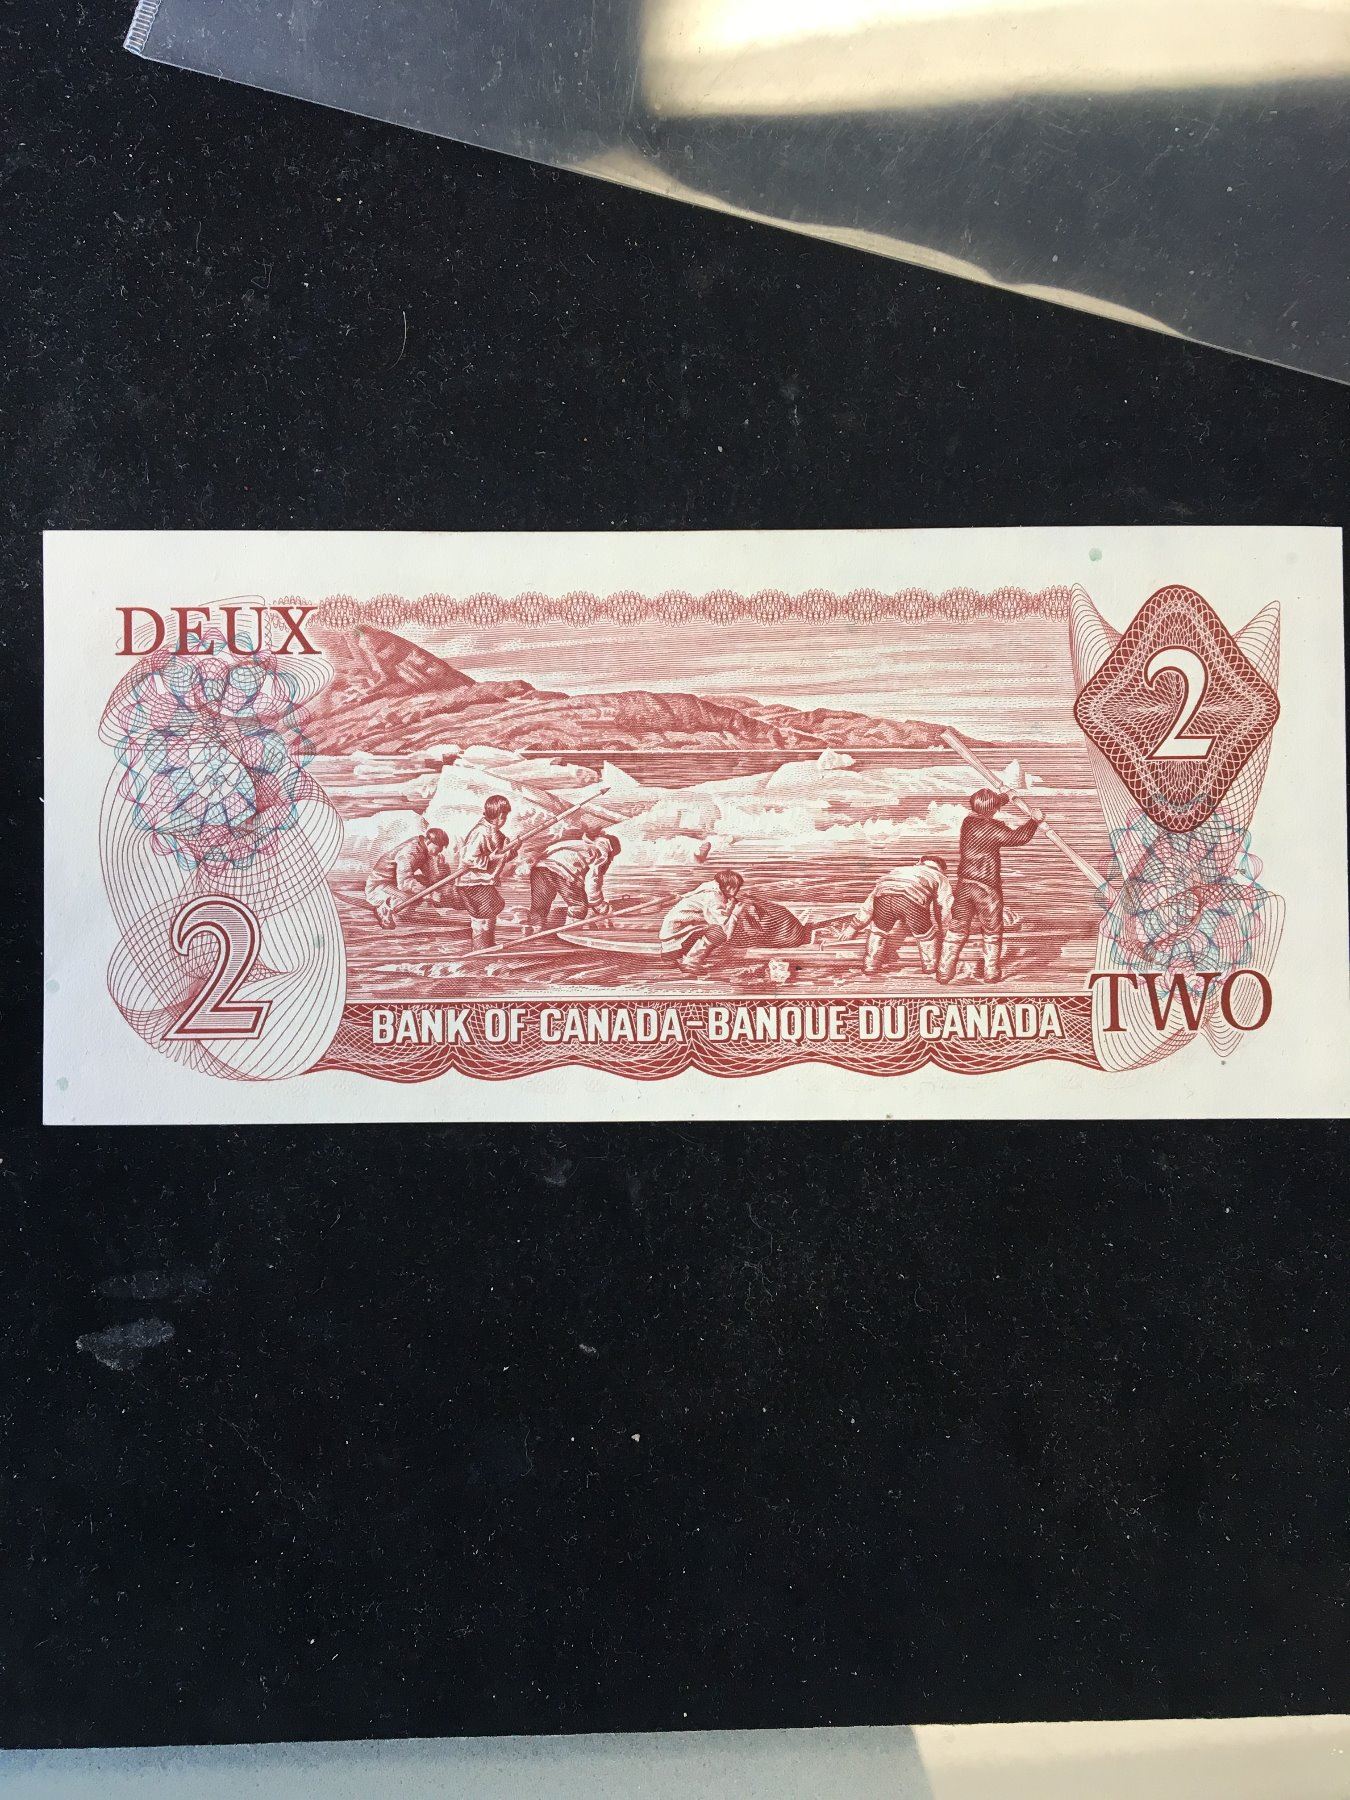 DEUX
2
2
BANK OF CANADA-BANQUE DU CANADA
TWO